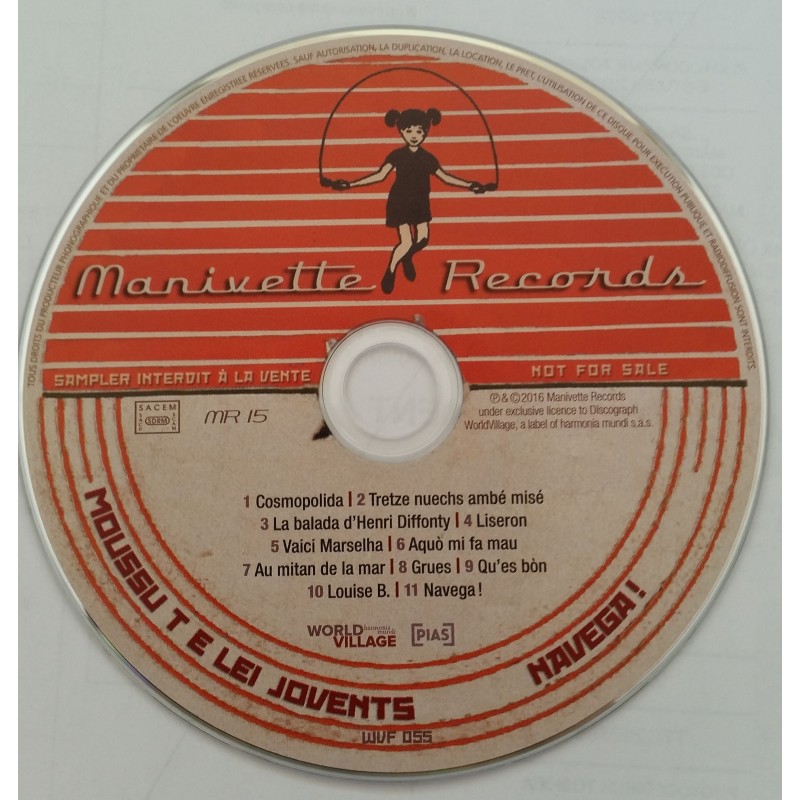 TOUS DROITS DU PRODUCTEUR PHONOGRAPHIQUE ET DU PROPRIETAIRE DE L'OEUVRE ENREGISTREE RESERVES. SAUF AUTORISATION, LA DUPLICATION, LA LOCATION, LE PRET, L'UTILISATION DE CE DISQUE POUR EXECUTION PUBLIQUE ET RADIODIFFUSION SONT INTERDITS.
Manivette Records
SAMPLER INTERDIT À LA VENTE
NOT FOR SALE
SACEM
SDRM
MR 15
℗ & ©2016 Manivette Records
under exclusive licence to Discograph
WorldVillage, a label of harmonia mundi s.a.s.
1 Cosmopolida | 2 Tretze nuechs ambé misé
3 La balada d'Henri Diffonty | 4 Liseron
5 Vaici Marselha | 6 Aquò mi fa mau
7 Au mitan de la mar | 8 Grues | 9 Qu'es bòn
10 Louise B. | 11 Navega !
WORLD harmonia mundi
VILLAGE
[PIAS]
MOUSSU T E LEI JOVENTS
NAVEGA !
WVF 055